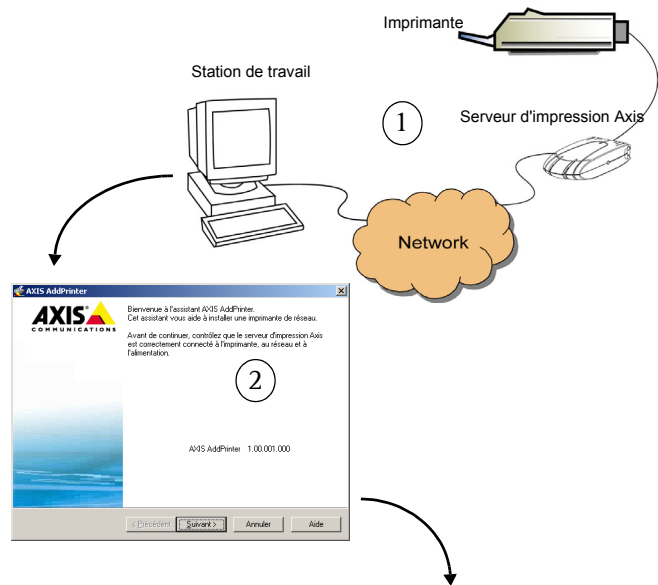 Imprimante
Station de travail
1
Serveur d'impression Axis
Network
AXIS AddPrinter
AXIS
COMMUNICATIONS
Bienvenue à l'assistant AXIS AddPrinter.
Cet assistant vous aide à installer une imprimante de réseau.
Avant de continuer, contrôlez que le serveur d'impression Axis
est correctement connecté à l'imprimante, au réseau et à
l'alimentation.
2
AXIS AddPrinter 1.00.001.000
< Précédent Suivant > Annuler Aide